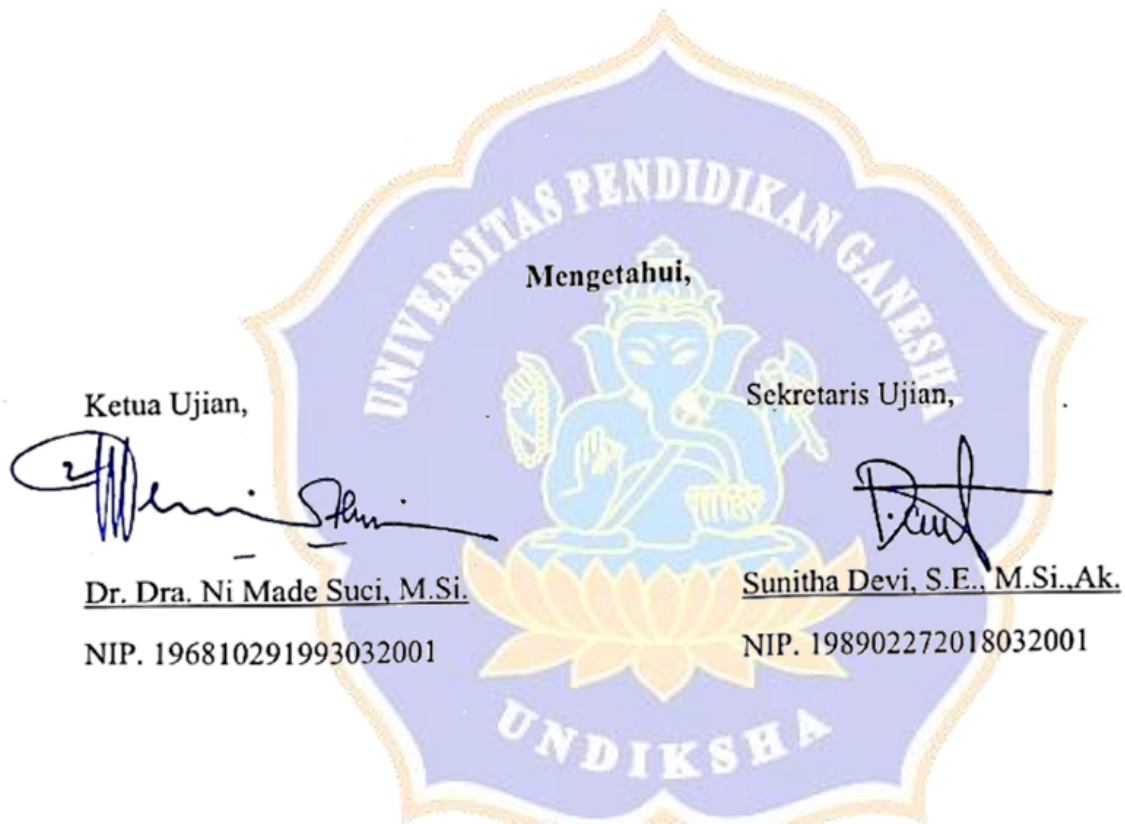 UNIVERSITAS PENDIDIKAN GANESHA
Mengetahui,
Ketua Ujian,
Sekretaris Ujian,
Dr. Dra. Ni Made Suci, M.Si.
Sunitha Devi, S.E., M.Si.,Ak.
NIP. 196810291993032001
NIP. 198902272018032001
UNDIKSHA